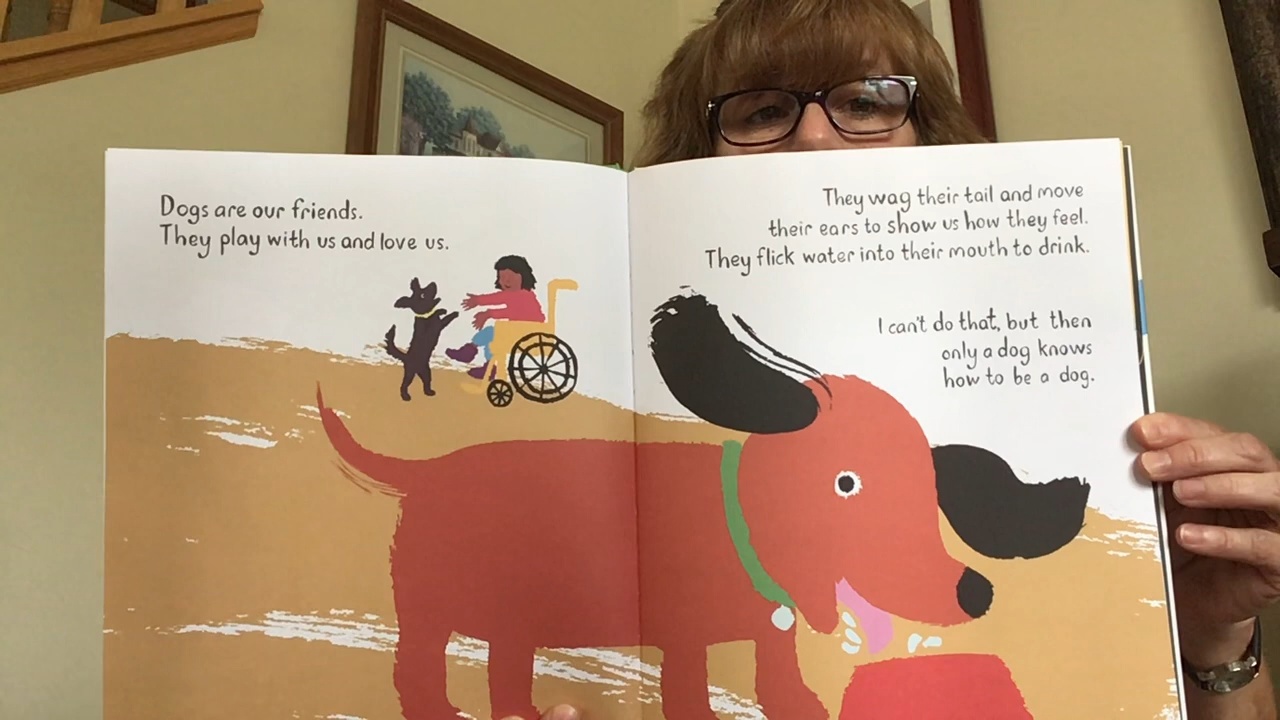 Dogs are our friends.
They play with us and love us.
They wag their tail and move
their ears to show us how they feel.
They flick water into their mouth to drink.
I can't do that, but then
only a dog knows
how to be a dog.